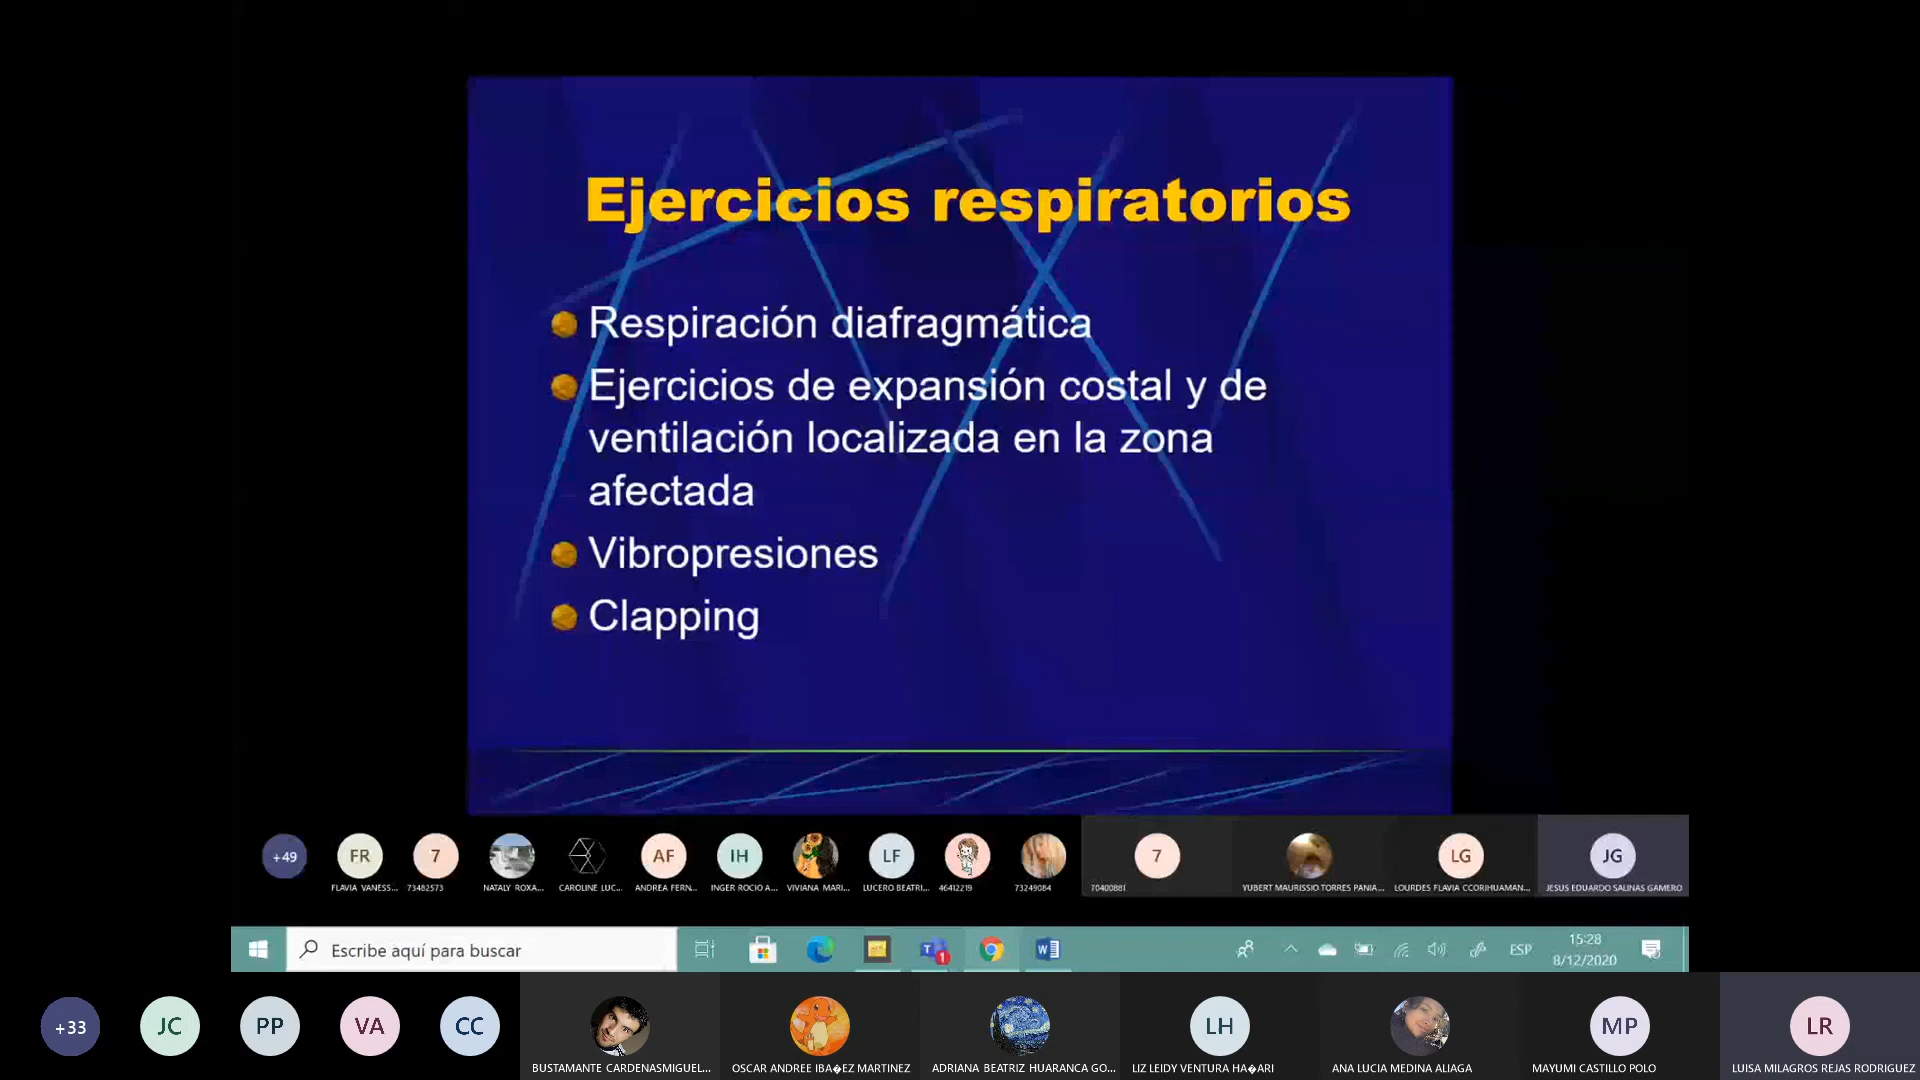 Ejercicios respiratorios
Respiración diafragmática
Ejercicios de expansión costal y de
ventilación localizada en la zona
afectada
Vibropresiones
Clapping
+49
FR
7
AF
IH
LF
7
LG
JG
FLAVIA VANESS...
73482573
NATALY ROXA...
CAROLINE LUC...
ANDREA FERN...
INGER ROCIO A...
VIVIANA MARI...
LUCERO BEATRI...
46412219
73249084
70400881
YUBERT MAURISSIO TORRES PANIA...
LOURDES FLAVIA CCORIHUAMAN...
JESUS EDUARDO SALINAS GAMERO
Escribe aquí para buscar
1
ESP
15:28
8/12/2020
+33
JC
PP
VA
CC
LH
MP
LR
BUSTAMANTE CARDENASMIGUEL...
OSCAR ANDREE IBA�EZ MARTINEZ
ADRIANA BEATRIZ HUARANCA GO...
LIZ LEIDY VENTURA HA�ARI
ANA LUCIA MEDINA ALIAGA
MAYUMI CASTILLO POLO
LUISA MILAGROS REJAS RODRIGUEZ